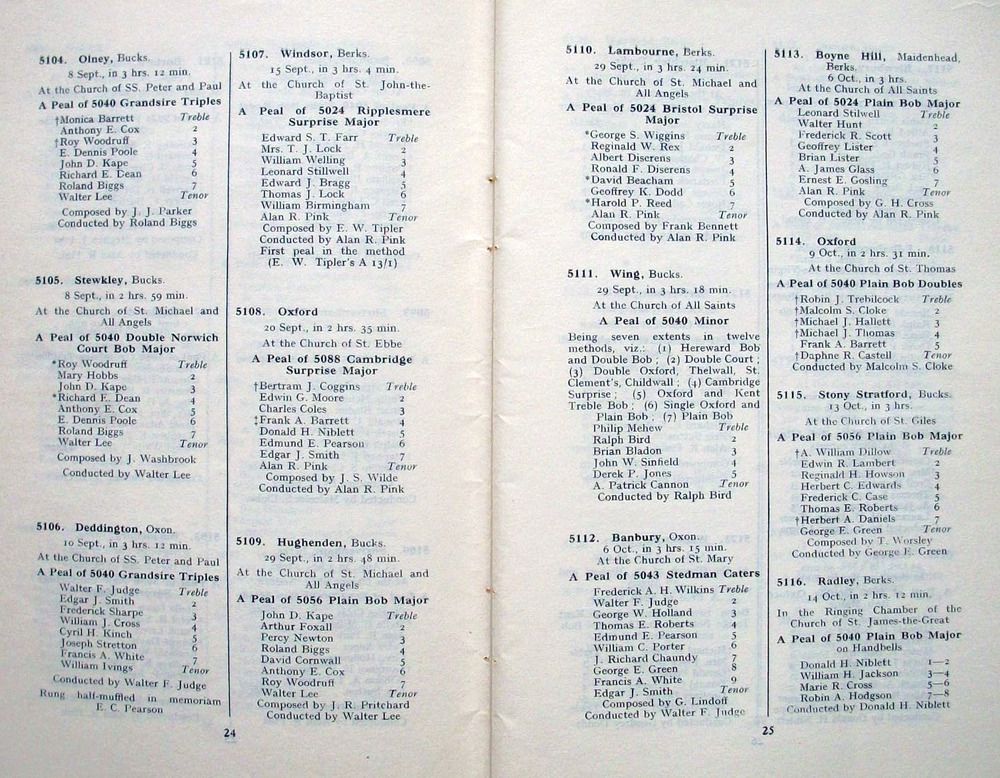 5104. Olney, Bucks.
8 Sept., in 3 hrs. 12 min.
At the Church of SS. Peter and Paul
A Peal of 5040 Grandsire Triples
†Monica Barrett Treble
Anthony E. Cox 2
†Roy Woodruff 3
E. Dennis Poole 4
John D. Kape 5
Richard E. Dean 6
Roland Biggs 7
Walter Lee Tenor
Composed by J. J. Parker
Conducted by Roland Biggs
5105. Stewkley, Bucks.
8 Sept., in 2 hrs. 59 min.
At the Church of St. Michael and
All Angels
A Peal of 5040 Double Norwich
Court Bob Major
*Roy Woodruff Treble
Mary Hobbs 2
John D. Kape 3
*Richard E. Dean 4
Anthony E. Cox 5
E. Dennis Poole 6
Roland Biggs 7
Walter Lee Tenor
Composed by J. Washbrook
Conducted by Walter Lee
5106. Deddington, Oxon.
10 Sept., in 3 hrs. 12 min.
At the Church of SS. Peter and Paul
A Peal of 5040 Grandsire Triples
Walter F. Judge Treble
Edgar J. Smith 2
Frederick Sharpe 3
William J. Cross 4
Cyril H. Kinch 5
Joseph Stretton 6
Francis A. White 7
William Ivings Tenor
Conducted by Walter F. Judge
Rung half-muffled in memoriam
E. C. Pearson
5107. Windsor, Berks.
15 Sept., in 3 hrs. 4 min.
At the Church of St. John-the-
Baptist
A Peal of 5024 Ripplesmere
Surprise Major
Edward S. T. Farr Treble
Mrs. T. J. Lock 2
William Welling 3
Leonard Stillwell 4
Edward J. Bragg 5
Thomas J. Lock 6
William Birmingham 7
Alan R. Pink Tenor
Composed by E. W. Tipler
Conducted by Alan R. Pink
First peal in the method
(E. W. Tipler's A 13/1)
5108. Oxford
20 Sept., in 2 hrs. 35 min.
At the Church of St. Ebbe
A Peal of 5088 Cambridge
Surprise Major
†Bertram J. Coggins Treble
Edwin G. Moore 2
Charles Coles 3
‡Frank A. Barrett 4
Donald H. Niblett 5
Edmund E. Pearson 6
Edgar J. Smith 7
Alan R. Pink Tenor
Composed by J. S. Wilde
Conducted by Alan R. Pink
5109. Hughenden, Bucks.
29 Sept., in 2 hrs. 48 min.
At the Church of St. Michael and
All Angels
A Peal of 5056 Plain Bob Major
John D. Kape Treble
Arthur Foxall 2
Percy Newton 3
Roland Biggs 4
David Cornwall 5
Anthony E. Cox 6
Roy Woodruff 7
Walter Lee Tenor
Composed by J. R. Pritchard
Conducted by Walter Lee
24
5110. Lambourne, Berks.
29 Sept., in 3 hrs. 24 min.
At the Church of St. Michael and
All Angels
A Peal of 5024 Bristol Surprise
Major
*George S. Wiggins Treble
Reginald W. Rex 2
Albert Diserens 3
Ronald F. Diserens 4
*David Beacham 5
Geoffrey K. Dodd 6
*Harold P. Reed 7
Alan R. Pink Tenor
Composed by Frank Bennett
Conducted by Alan R. Pink
5111. Wing, Bucks.
29 Sept., in 3 hrs. 18 min.
At the Church of All Saints
A Peal of 5040 Minor
Being seven extents in twelve
methods, viz.: (1) Hereward Bob
and Double Bob; (2) Double Court;
(3) Double Oxford, Thelwall, St.
Clement's, Childwall; (4) Cambridge
Surprise; (5) Oxford and Kent
Treble Bob; (6) Single Oxford and
Plain Bob; (7) Plain Bob
Philip Mehew Treble
Ralph Bird 2
Brian Bladon 3
John W. Sinfield 4
Derek P. Jones 5
A. Patrick Cannon Tenor
Conducted by Ralph Bird
5112. Banbury, Oxon.
6 Oct., in 3 hrs. 15 min.
At the Church of St. Mary
A Peal of 5043 Stedman Caters
Frederick A. H. Wilkins Treble
Walter F. Judge 2
George W. Holland 3
Thomas E. Roberts 4
Edmund E. Pearson 5
William C. Porter 6
J. Richard Chaundy 7
George E. Green 8
Francis A. White 9
Edgar J. Smith Tenor
Composed by G. Lindoff
Conducted by Walter F. Judge
5113. Boyne Hill, Maidenhead,
Berks.
6 Oct., in 3 hrs.
At the Church of All Saints
A Peal of 5024 Plain Bob Major
Leonard Stilwell Treble
Walter Hunt 2
Frederick R. Scott 3
Geoffrey Lister 4
Brian Lister 5
A. James Glass 6
Ernest E. Gosling 7
Alan R. Pink Tenor
Composed by G. H. Cross
Conducted by Alan R. Pink
5114. Oxford
9 Oct., in 2 hrs. 31 min.
At the Church of St. Thomas
A Peal of 5040 Plain Bob Doubles
†Robin J. Trebilcock Treble
†Malcolm S. Cloke 2
†Michael J. Hallett 3
†Michael J. Thomas 4
Frank A. Barrett 5
†Daphne R. Castell Tenor
Conducted by Malcolm S. Cloke
5115. Stony Stratford, Bucks.
13 Oct., in 3 hrs.
At the Church of St. Giles
A Peal of 5056 Plain Bob Major
†A. William Dillow Treble
Edwin R. Lambert 2
Reginald H. Howson 3
Herbert C. Edwards 4
Frederick C. Case 5
Thomas E. Roberts 6
†Herbert A. Daniels 7
George E. Green Tenor
Composed by T. Worsley
Conducted by George E. Green
5116. Radley, Berks.
14 Oct., in 2 hrs. 12 min.
In the Ringing Chamber of the
Church of St. James-the-Great
A Peal of 5040 Plain Bob Major
on Handbells
Donald H. Niblett 1—2
William H. Jackson 3—4
Marie R. Cross 5—6
Robin A. Hodgson 7—8
Conducted by Donald H. Niblett
25